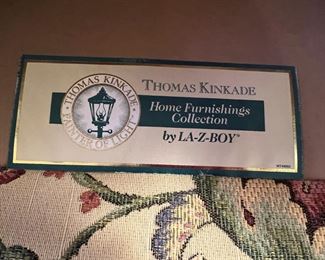 THOMAS KINKADE
PAINTER OF LIGHT
THOMAS KINKADE
Home Furnishings
Collection
by LA-Z-BOY